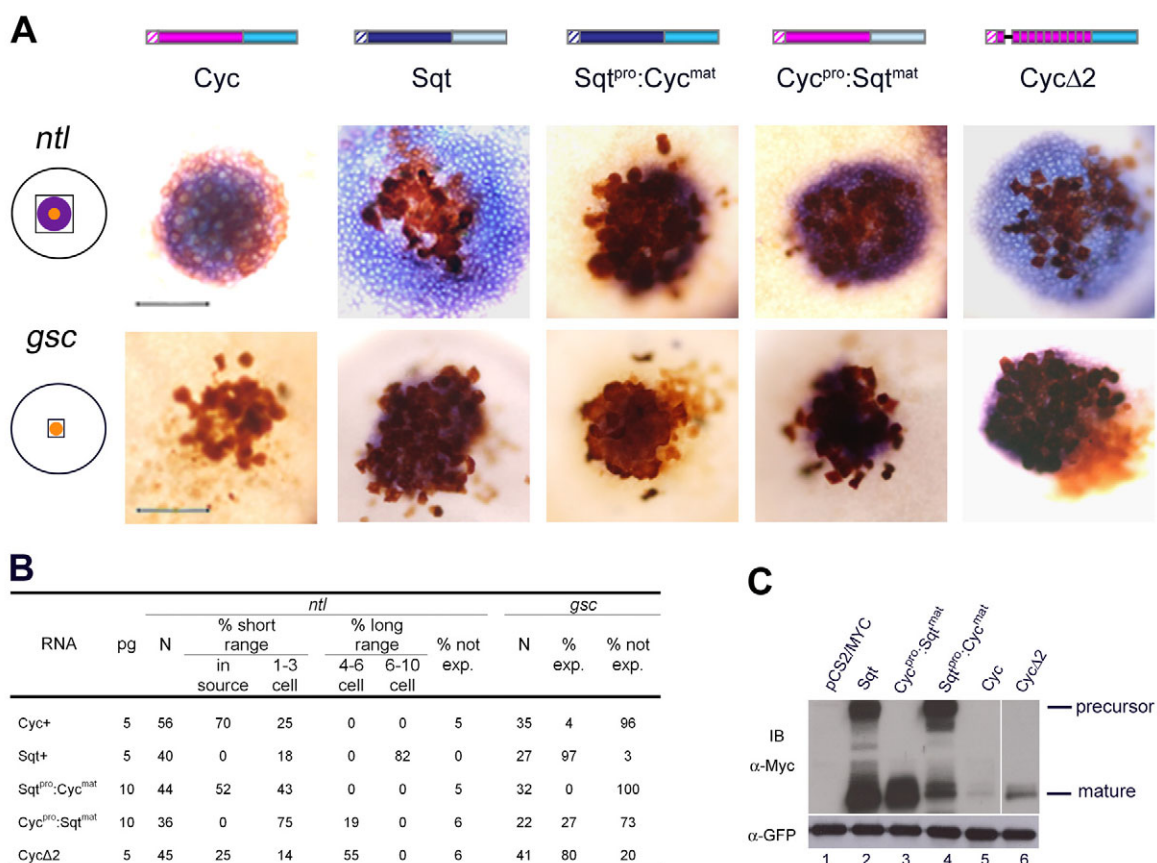 A
Cyc Sqt Sqtpro:Cycmat Cycpro:Sqtmat CycΔ2
ntl
gsc
B
ntl gsc
RNA pg N % short range % long range % not exp. N % exp. % not exp.
in source 1-3 cell 4-6 cell 6-10 cell
Cyc+ 5 56 70 25 0 0 5 35 4 96
Sqt+ 5 40 0 18 0 82 0 27 97 3
Sqtpro:Cycmat 10 44 52 43 0 0 5 32 0 100
Cycpro:Sqtmat 10 36 0 75 19 0 6 22 27 73
CycΔ2 5 45 25 14 55 0 6 41 80 20
C
pCS2/MYC Sqt Cycpro:Sqtmat Sqtpro:Cycmat Cyc CycΔ2
precursor
IB
α-Myc
mature
α-GFP
1 2 3 4 5 6